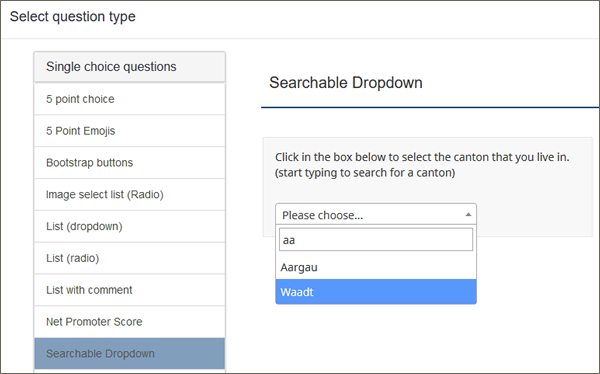 Select question type
Single choice questions
5 point choice
5 Point Emojis
Bootstrap buttons
Image select list (Radio)
List (dropdown)
List (radio)
List with comment
Net Promoter Score
Searchable Dropdown
Searchable Dropdown
Click in the box below to select the canton that you live in.
(start typing to search for a canton)
Please choose...
aa
Aargau
Waadt